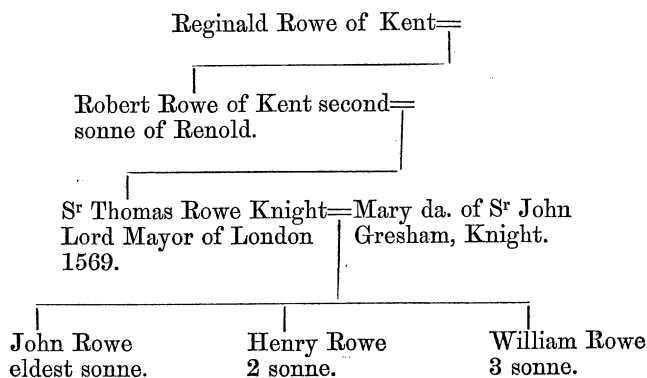 Reginald Rowe of Kent=
Robert Rowe of Kent second=
sonne of Renold.
Sr Thomas Rowe Knight=Mary da. of Sr John
Lord Mayor of London Gresham, Knight.
1569.
John Rowe Henry Rowe William Rowe
eldest sonne. 2 sonne. 3 sonne.